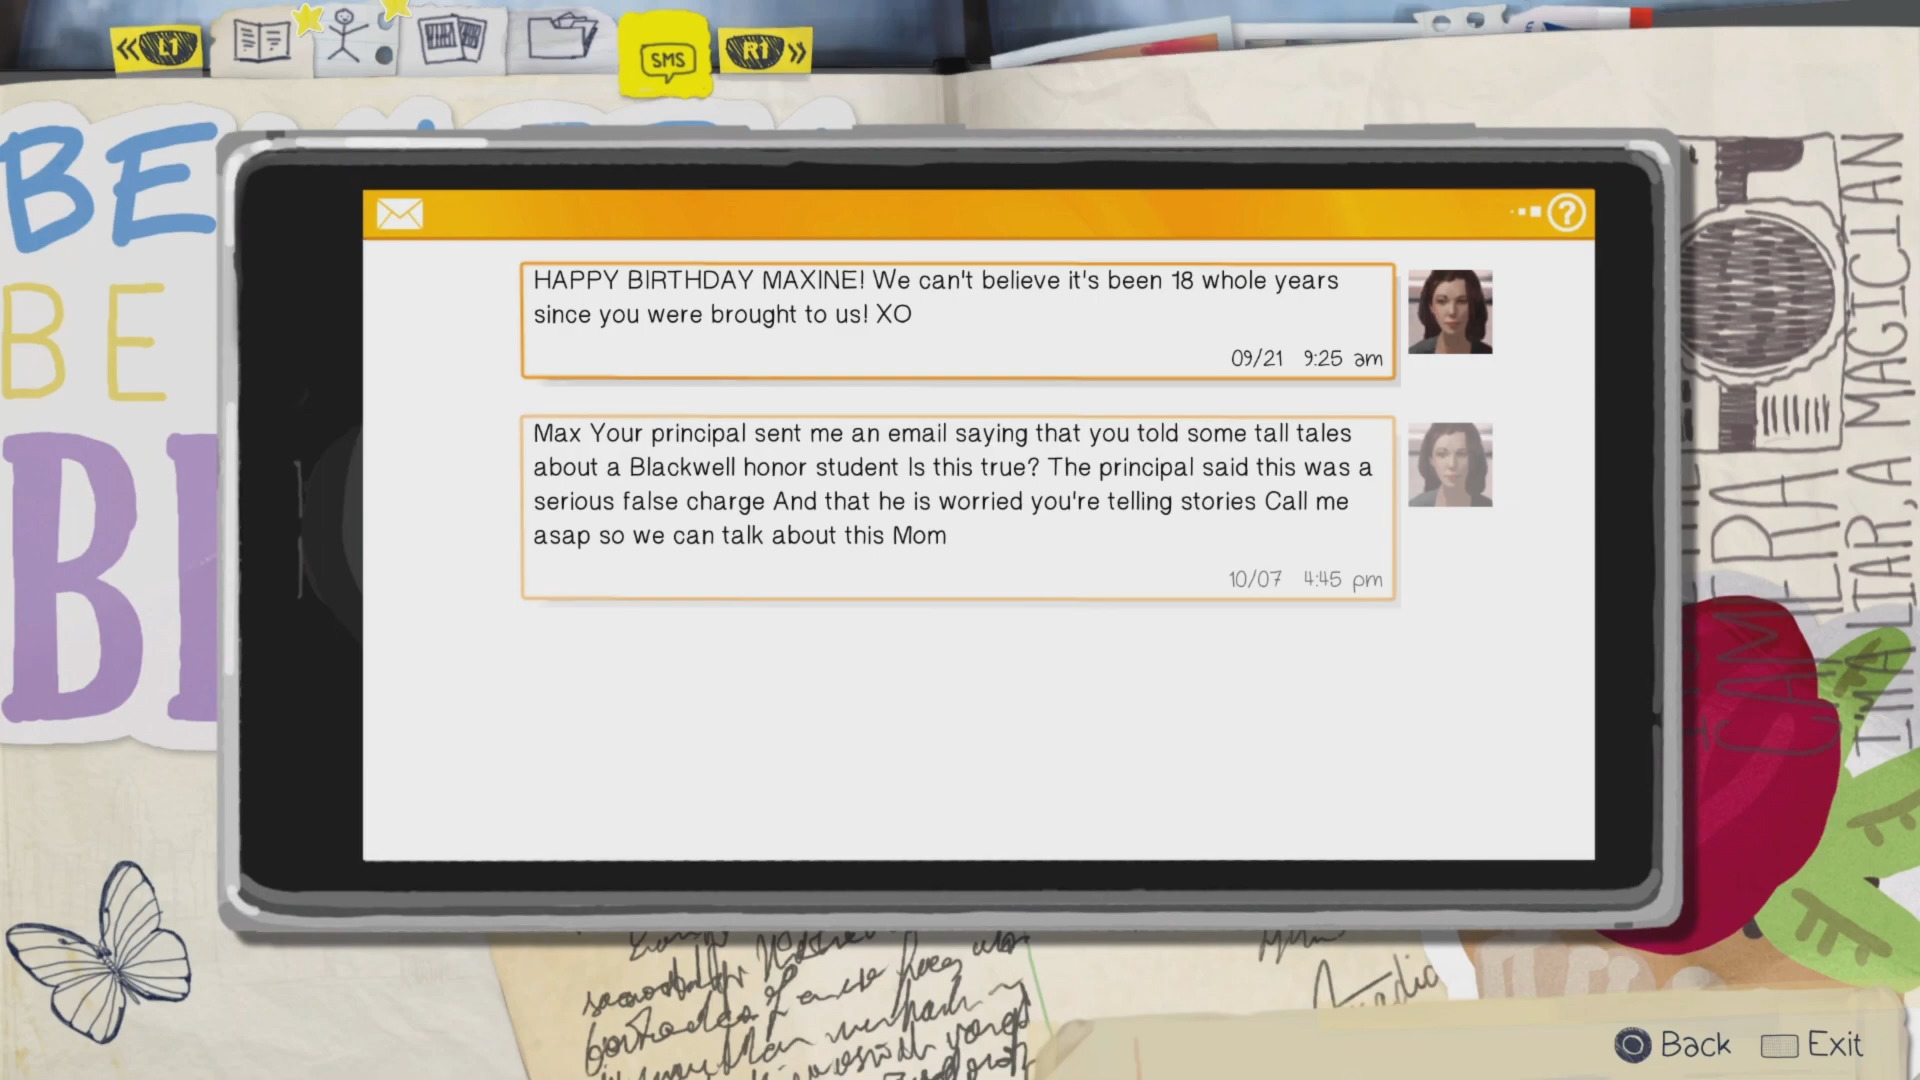 L1
SMS
R1
BE
HAPPY BIRTHDAY MAXINE! We can't believe it's been 18 whole years
since you were brought to us! XO
09/21 9:25 am
Max Your principal sent me an email saying that you told some tall tales
about a Blackwell honor student Is this true? The principal said this was a
serious false charge And that he is worried you're telling stories Call me
asap so we can talk about this Mom
10/07 4:45 pm
BE
I'M A LIAR, A MAGICIAN
CAMERA
Back Exit